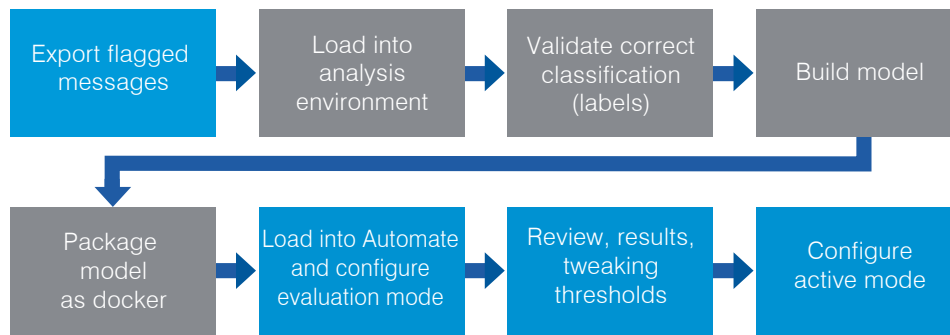 Export flagged
messages
Load into
analysis
environment
Validate correct
classification
(labels)
Build model
Package
model
as docker
Load into Automate
and configure
evaluation mode
Review, results,
tweaking
thresholds
Configure
active mode